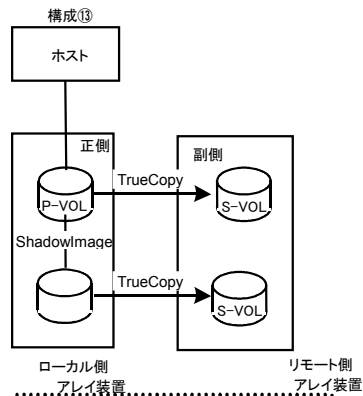 構成⑬
ホスト
正側
副側
TrueCopy
P-VOL
S-VOL
ShadowImage
TrueCopy
S-VOL
ローカル側
アレイ装置
リモート側
アレイ装置